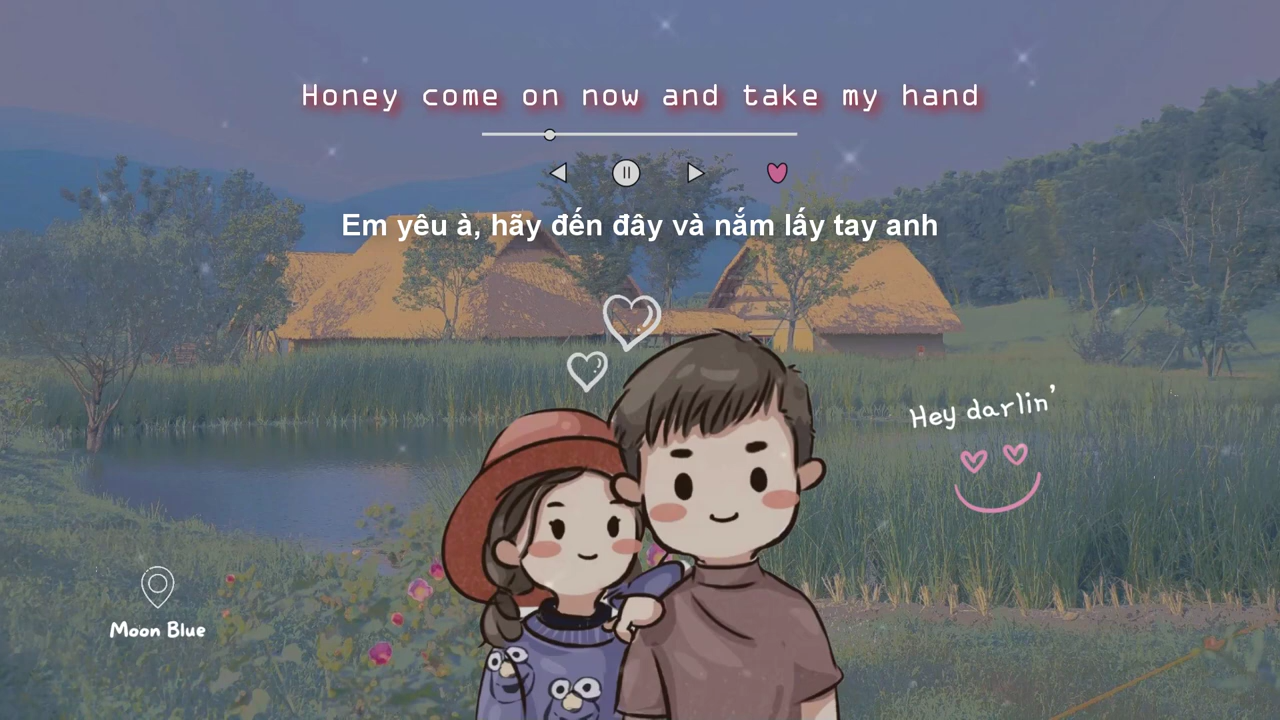 Honey come on now and take my hand
Em yêu à, hãy đến đây và nắm lấy tay anh
Hey darlin'
Moon Blue